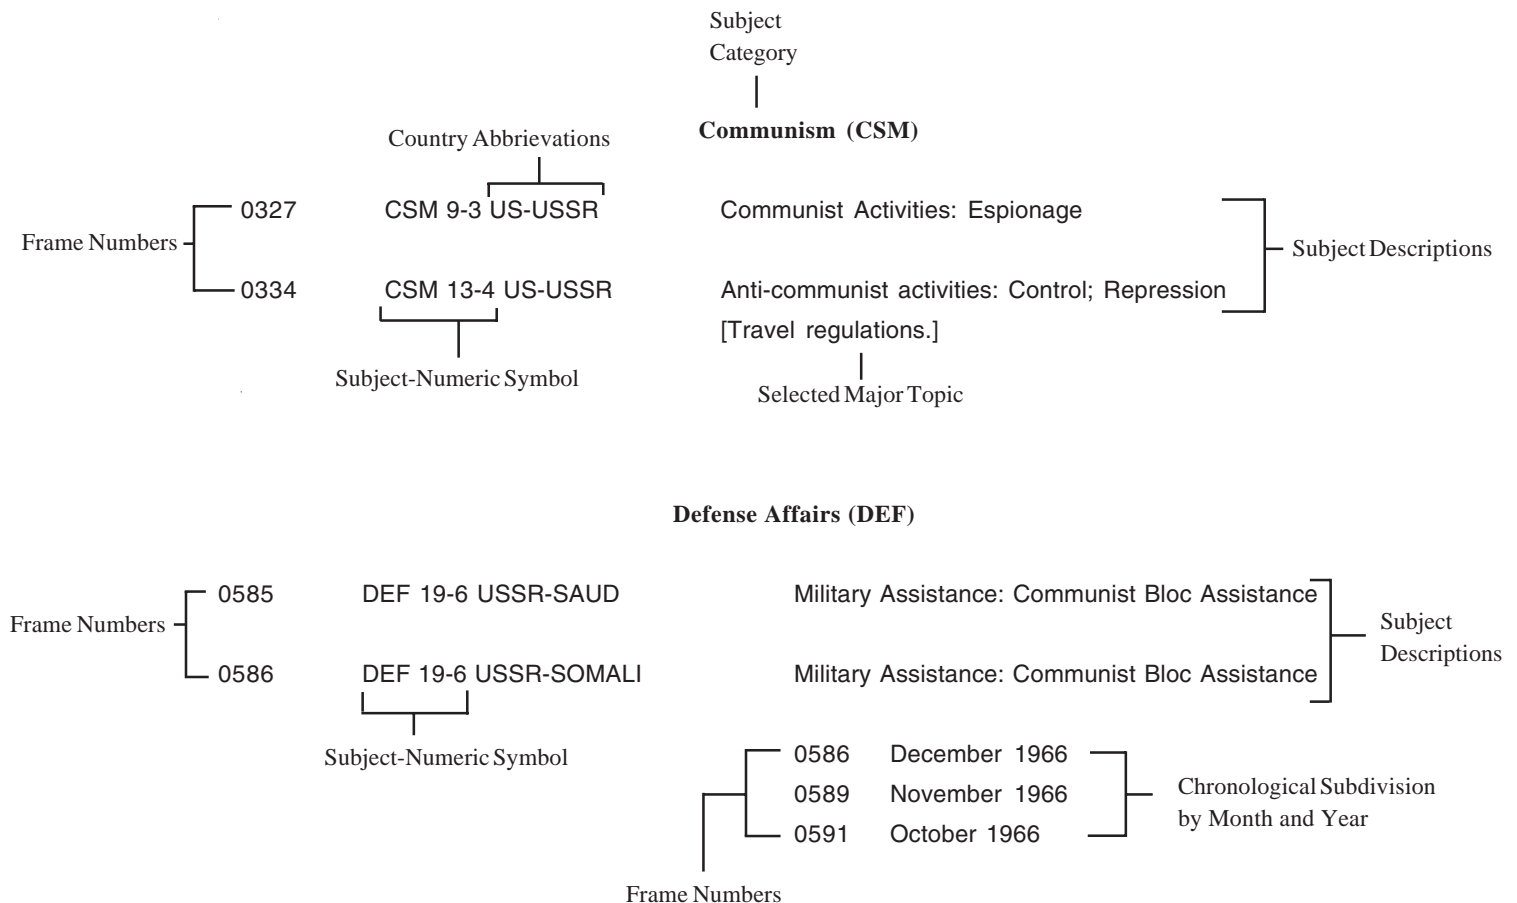 Subject
Category
Communism (CSM)
Country Abbrievations
0327 CSM 9-3 US-USSR Communist Activities: Espionage
Frame Numbers
Subject Descriptions
0334 CSM 13-4 US-USSR Anti-communist activities: Control; Repression
[Travel regulations.]
Subject-Numeric Symbol
Selected Major Topic
Defense Affairs (DEF)
0585 DEF 19-6 USSR-SAUD Military Assistance: Communist Bloc Assistance
Frame Numbers
Subject
Descriptions
0586 DEF 19-6 USSR-SOMALI Military Assistance: Communist Bloc Assistance
Subject-Numeric Symbol
0586 December 1966
0589 November 1966
0591 October 1966
Chronological Subdivision
by Month and Year
Frame Numbers